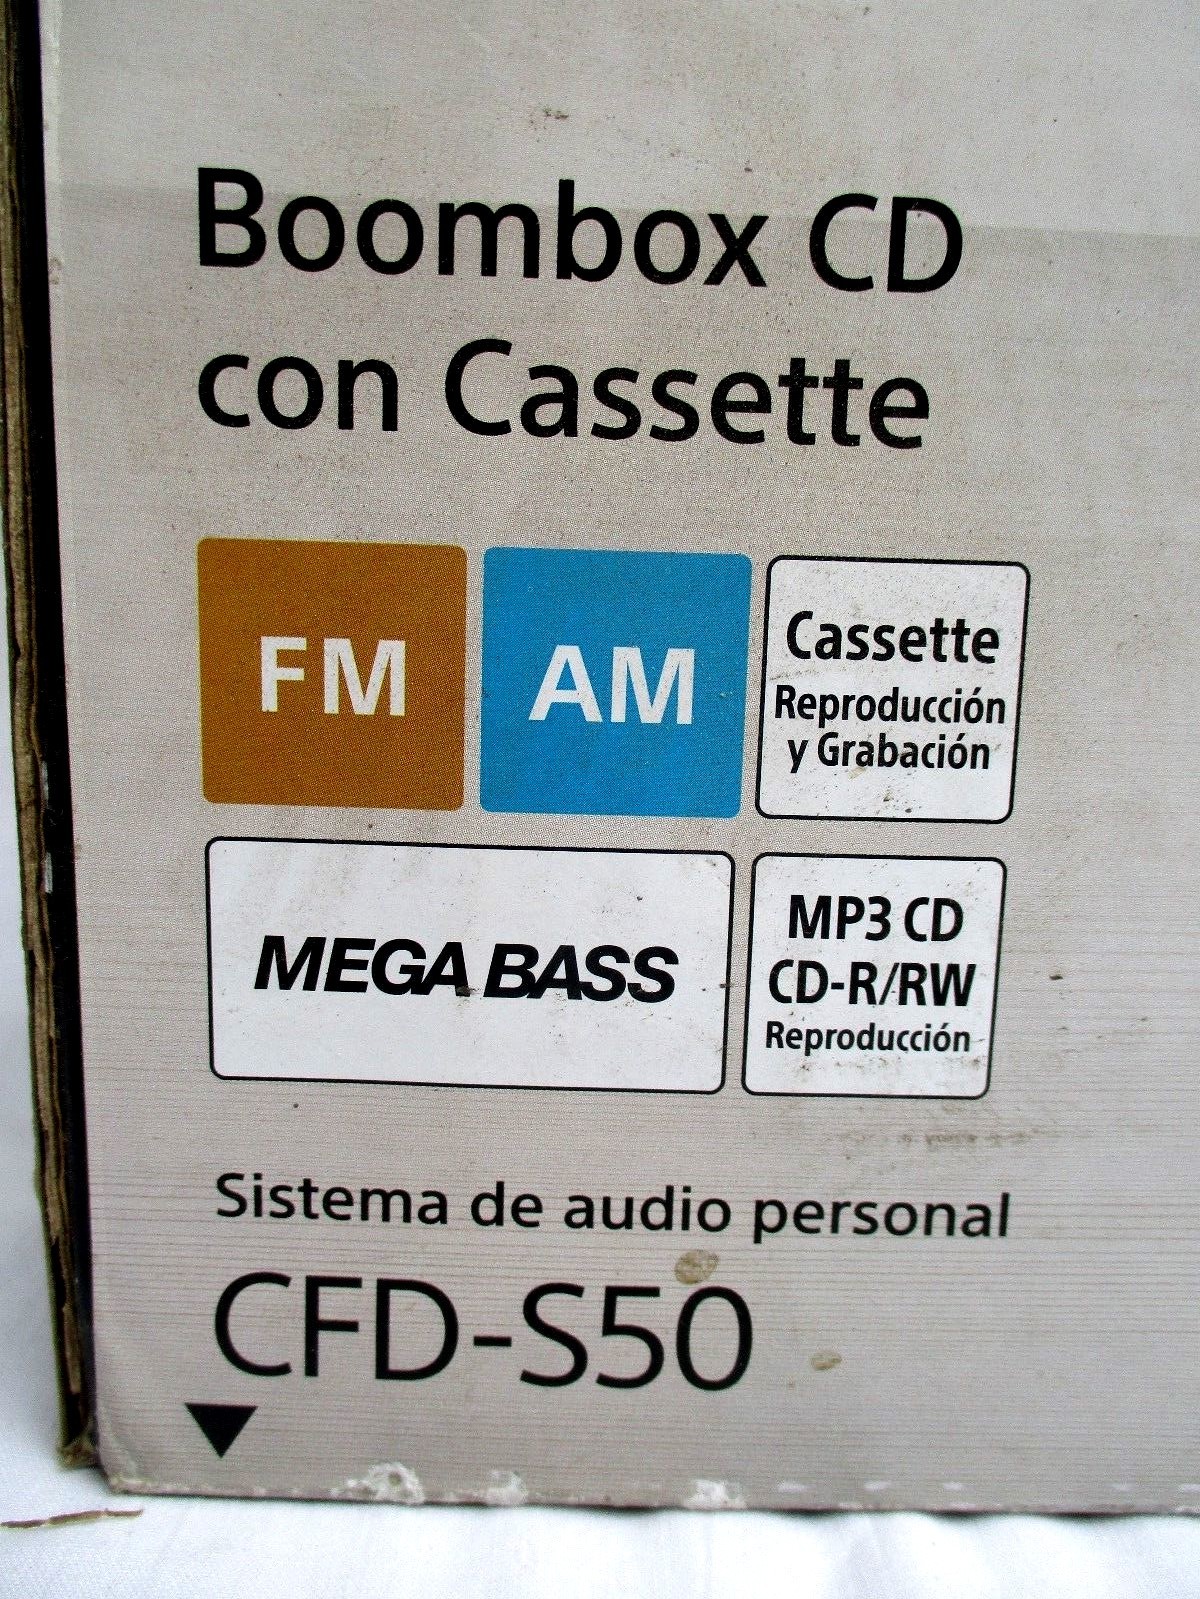 Boombox CD
con Cassette
FM
AM
Cassette
Reproducción
y Grabación
MEGA BASS
MP3 CD
CD-R/RW
Reproducción
Sistema de audio personal
CFD-S50